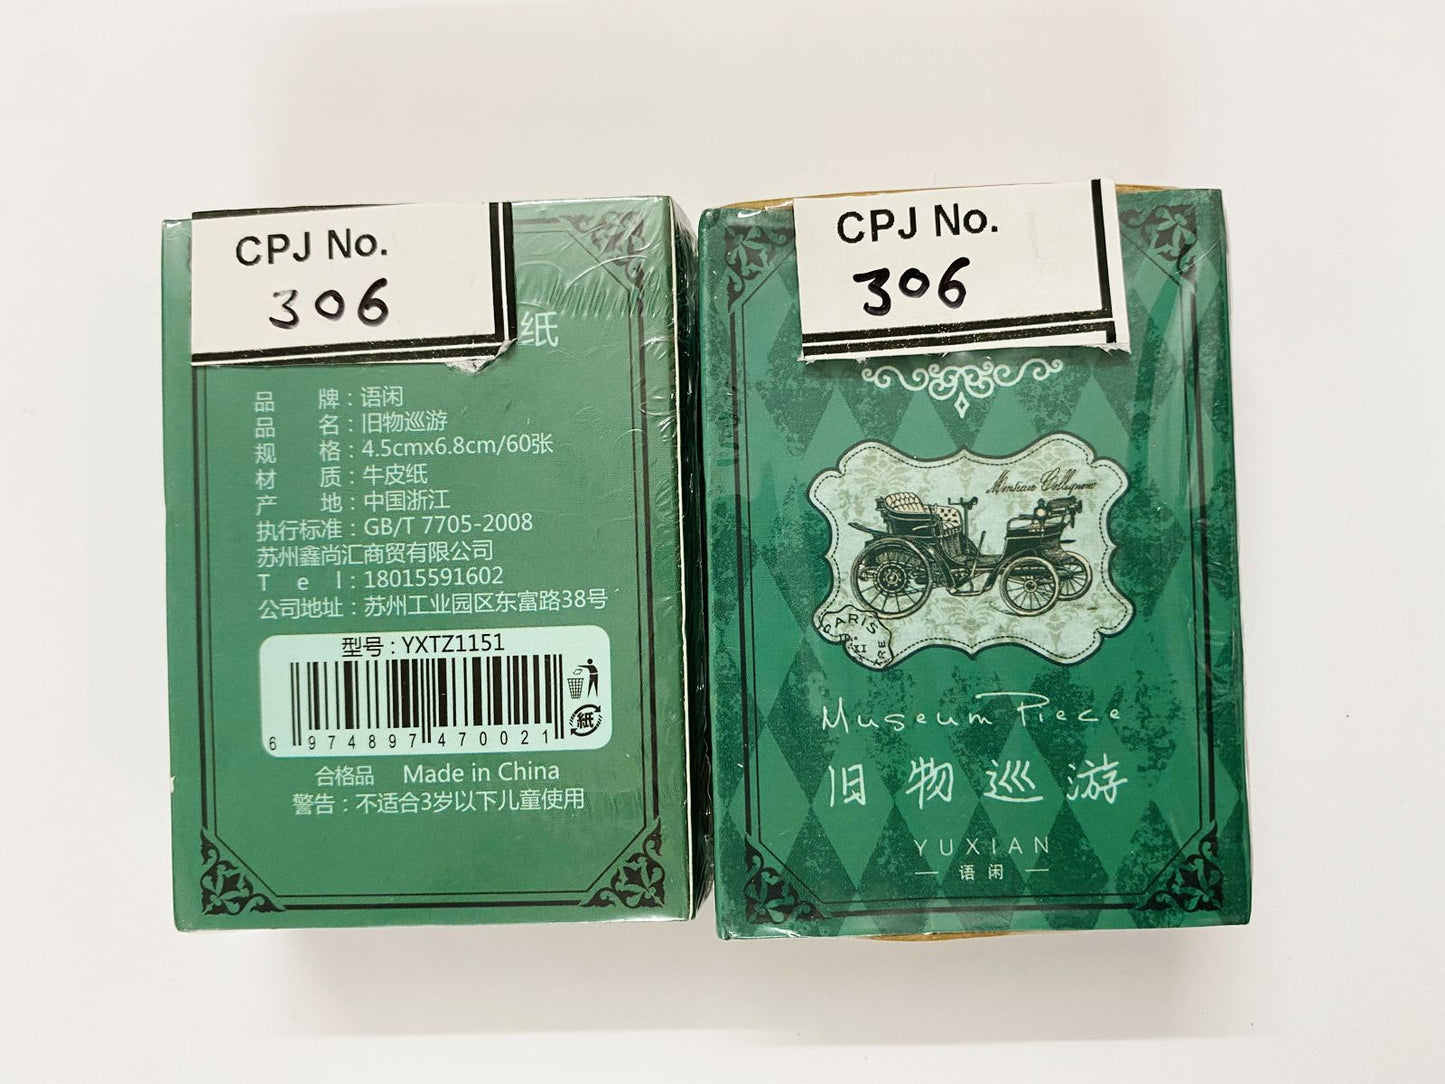 CPJ No.
306
纸
品 牌：语闲
品 名：旧物巡游
规 格：4.5cmx6.8cm/60张
材 质：牛皮纸
产 地：中国浙江
执行标准：GB/T 7705-2008
苏州鑫尚汇商贸有限公司
T e l：18015591602
公司地址：苏州工业园区东富路38号
型号：YXTZ1151
紙
6 974897 470021
合格品 Made in China
警告：不适合3岁以下儿童使用
CPJ No.
306
PARIS
Museum Piece
旧物巡游
YUXIAN
语闲